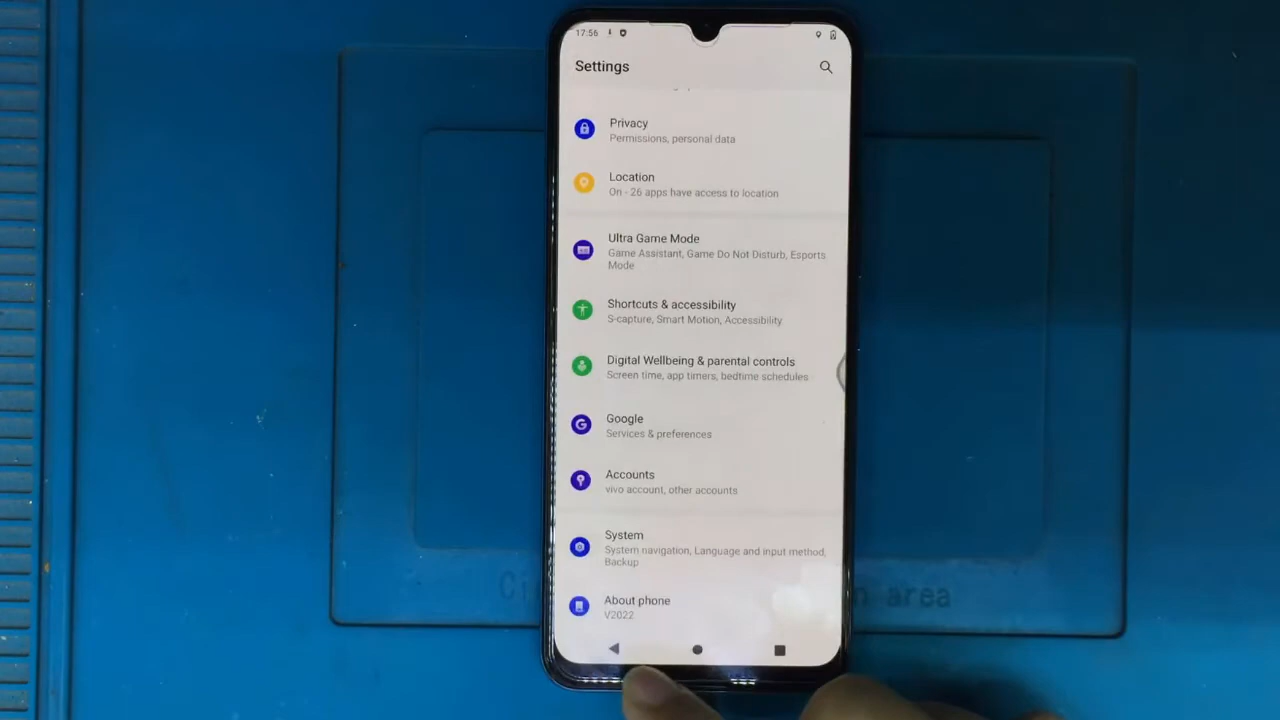 17:56
Settings
Privacy
Permissions, personal data
Location
On - 26 apps have access to location
Ultra Game Mode
Game Assistant, Game Do Not Disturb, Esports
Mode
Shortcuts & accessibility
S-capture, Smart Motion, Accessibility
Digital Wellbeing & parental controls
Screen time, app timers, bedtime schedules
Google
Services & preferences
Accounts
vivo account, other accounts
System
System navigation, Language and input method,
Backup
About phone
V2022
area